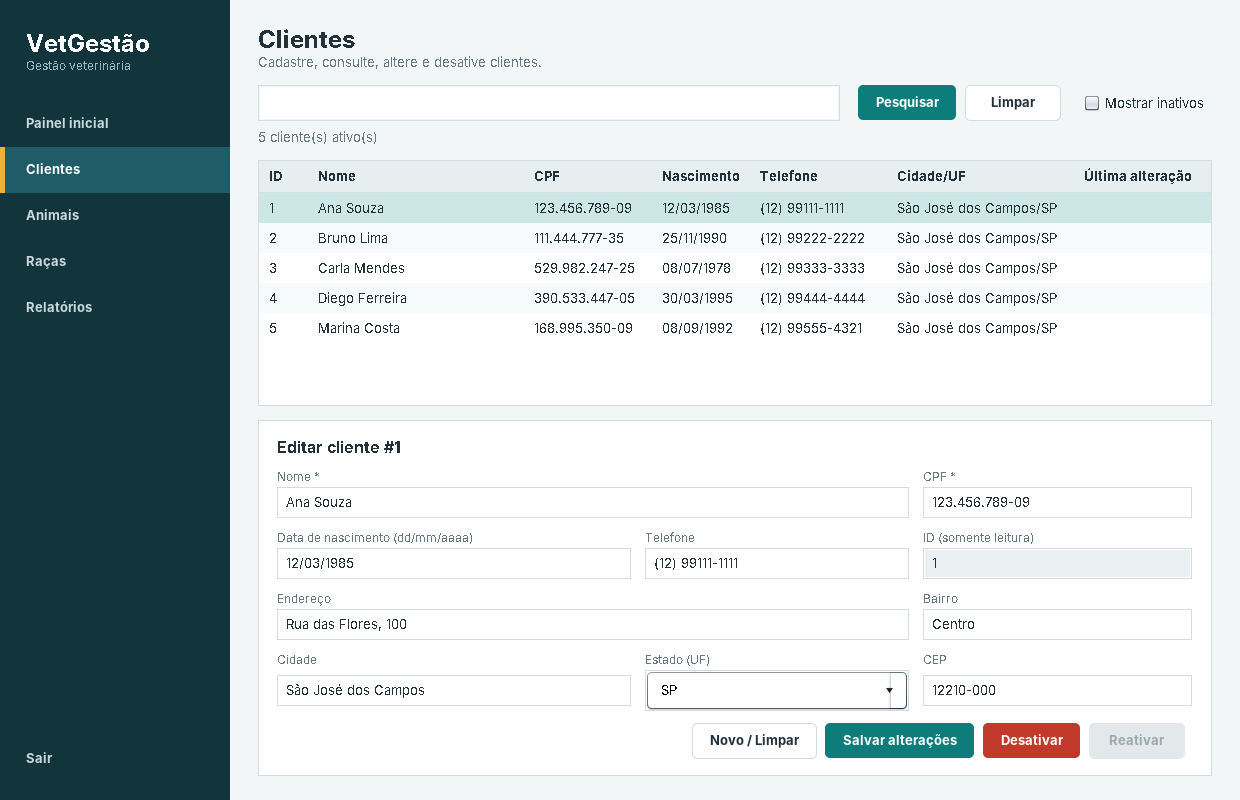 VetGestão
Gestão veterinária
Painel inicial
Clientes
Animais
Raças
Relatórios
Sair
Clientes
Cadastre, consulte, altere e desative clientes.
Pesquisar Limpar Mostrar inativos
5 cliente(s) ativo(s)
ID Nome CPF Nascimento Telefone Cidade/UF Última alteração
1 Ana Souza 123.456.789-09 12/03/1985 (12) 99111-1111 São José dos Campos/SP
2 Bruno Lima 111.444.777-35 25/11/1990 (12) 99222-2222 São José dos Campos/SP
3 Carla Mendes 529.982.247-25 08/07/1978 (12) 99333-3333 São José dos Campos/SP
4 Diego Ferreira 390.533.447-05 30/03/1995 (12) 99444-4444 São José dos Campos/SP
5 Marina Costa 168.995.350-09 08/09/1992 (12) 99555-4321 São José dos Campos/SP
Editar cliente #1
Nome * CPF *
Ana Souza 123.456.789-09
Data de nascimento (dd/mm/aaaa) Telefone ID (somente leitura)
12/03/1985 (12) 99111-1111 1
Endereço Bairro
Rua das Flores, 100 Centro
Cidade Estado (UF) CEP
São José dos Campos SP 12210-000
Novo / Limpar Salvar alterações Desativar Reativar